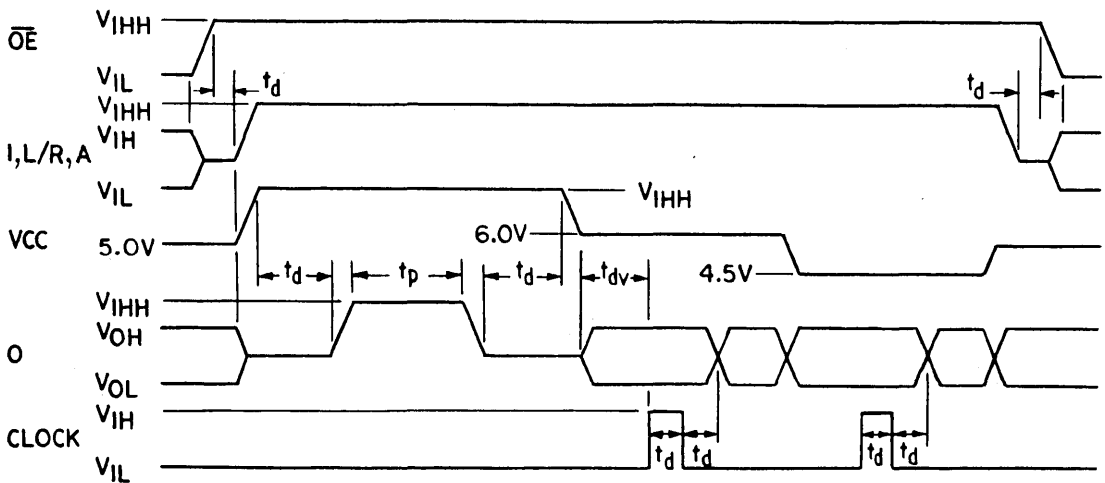 OE VIHH
VIL td td
VIHH
VIH
I,L/R,A
VIL
VIHH
VCC 5.0V 6.0V
td tp td tdv 4.5V
VIHH
VOH
O
VOL
VIH
CLOCK td td td td
VIL